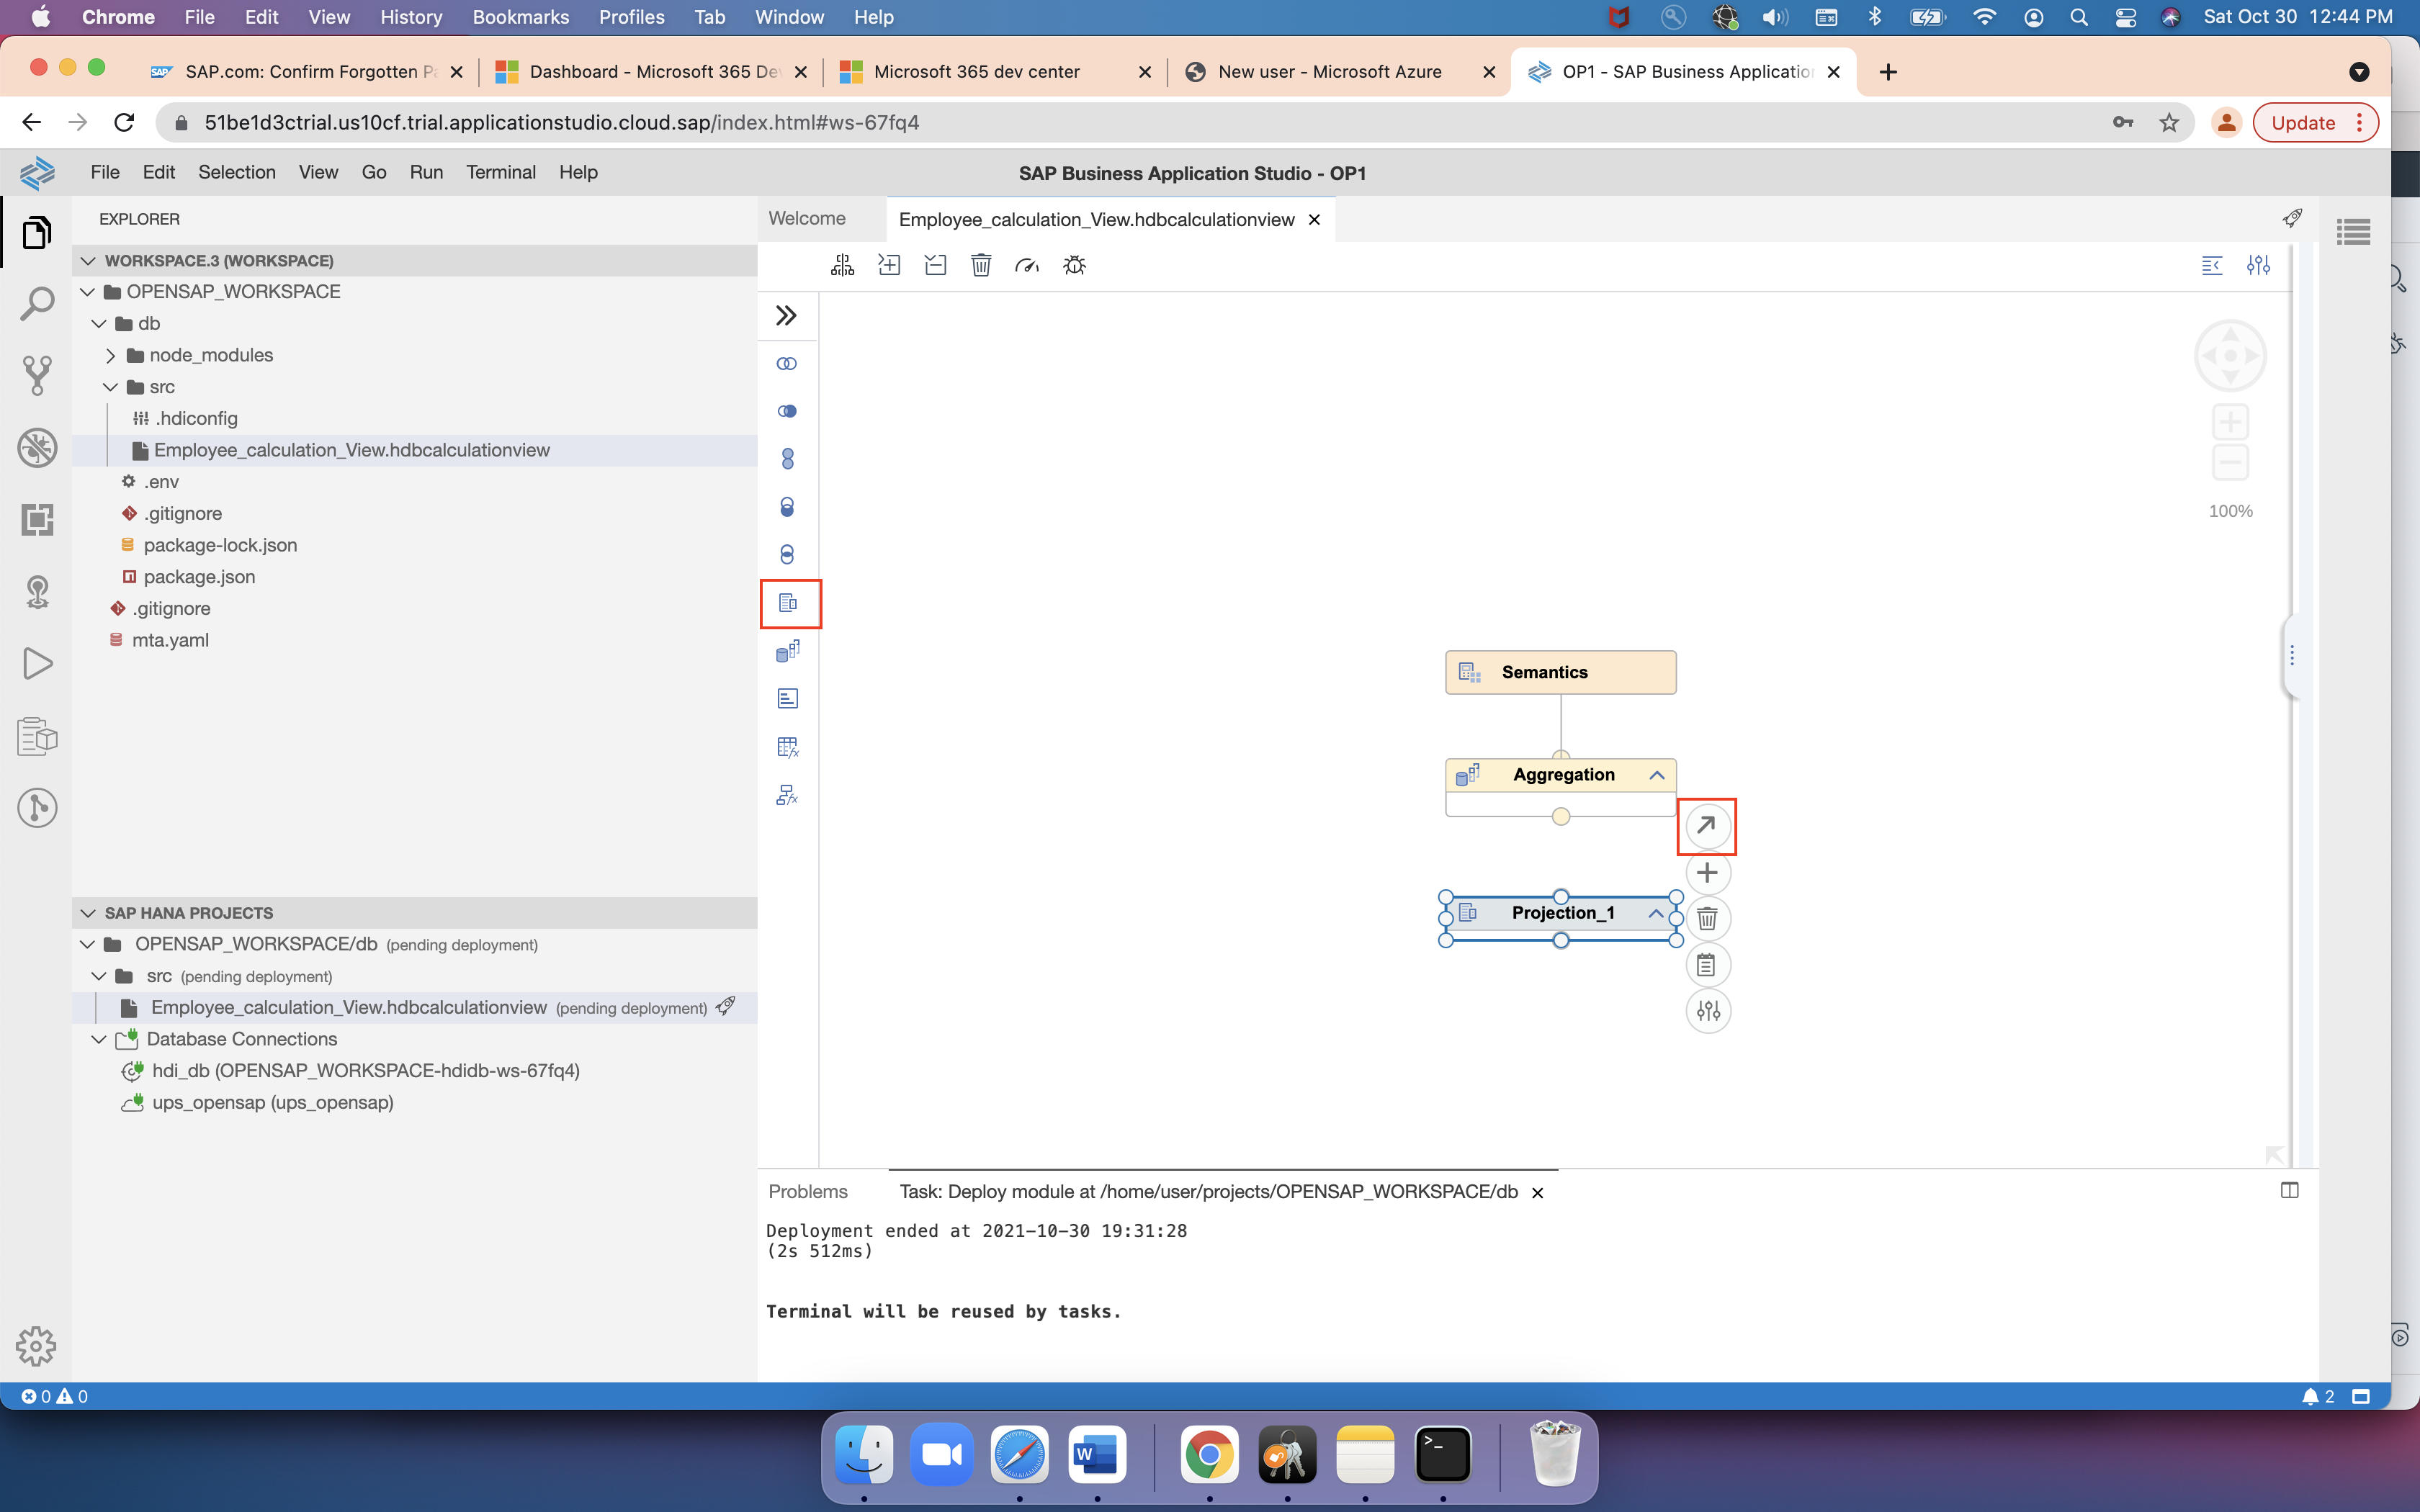 Chrome File Edit View History Bookmarks Profiles Tab Window Help Sat Oct 30 12:44 PM
SAP.com: Confirm Forgotten Pa Dashboard - Microsoft 365 De Microsoft 365 dev center New user - Microsoft Azure OP1 - SAP Business Application
51be1d3ctrial.us10cf.trial.applicationstudio.cloud.sap/index.html#ws-67fq4 Update
File Edit Selection View Go Run Terminal Help SAP Business Application Studio - OP1
EXPLORER
WORKSPACE.3 (WORKSPACE)
OPENSAP_WORKSPACE
db
node_modules
src
.hdiconfig
Employee_calculation_View.hdbcalculationview
.env
.gitignore
package-lock.json
package.json
.gitignore
mta.yaml
SAP HANA PROJECTS
OPENSAP_WORKSPACE/db (pending deployment)
src (pending deployment)
Employee_calculation_View.hdbcalculationview (pending deployment)
Database Connections
hdi_db (OPENSAP_WORKSPACE-hdidb-ws-67fq4)
ups_opensap (ups_opensap)
Welcome Employee_calculation_View.hdbcalculationview
100%
Semantics
Aggregation
Projection_1
Problems Task: Deploy module at /home/user/projects/OPENSAP_WORKSPACE/db
Deployment ended at 2021-10-30 19:31:28
(2s 512ms)
Terminal will be reused by tasks.
0 0 2